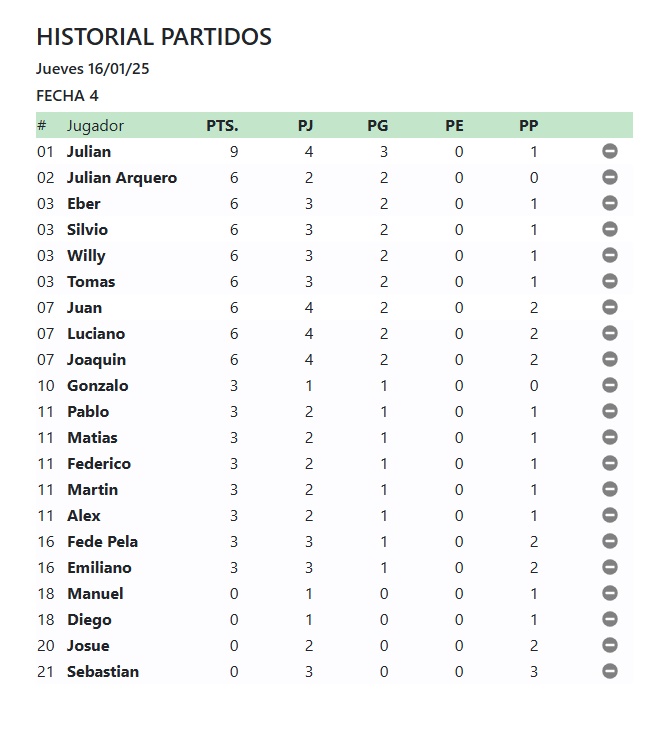 HISTORIAL PARTIDOS
Jueves 16/01/25
FECHA 4
# Jugador PTS. PJ PG PE PP
01 Julian 9 4 3 0 1
02 Julian Arquero 6 2 2 0 0
03 Eber 6 3 2 0 1
03 Silvio 6 3 2 0 1
03 Willy 6 3 2 0 1
03 Tomas 6 3 2 0 1
07 Juan 6 4 2 0 2
07 Luciano 6 4 2 0 2
07 Joaquin 6 4 2 0 2
10 Gonzalo 3 1 1 0 0
11 Pablo 3 2 1 0 1
11 Matias 3 2 1 0 1
11 Federico 3 2 1 0 1
11 Martin 3 2 1 0 1
11 Alex 3 2 1 0 1
16 Fede Pela 3 3 1 0 2
16 Emiliano 3 3 1 0 2
18 Manuel 0 1 0 0 1
18 Diego 0 1 0 0 1
20 Josue 0 2 0 0 2
21 Sebastian 0 3 0 0 3